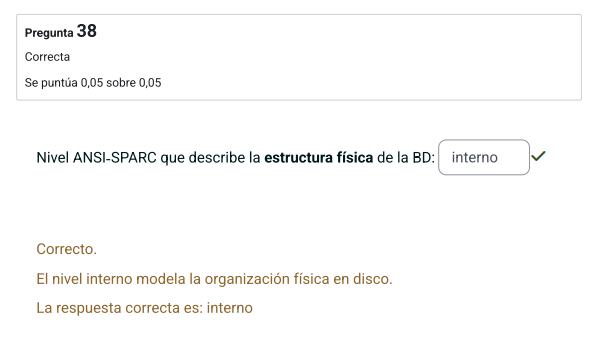 Pregunta 38
Correcta
Se puntúa 0,05 sobre 0,05
Nivel ANSI-SPARC que describe la estructura física de la BD: interno
Correcto.
El nivel interno modela la organización física en disco.
La respuesta correcta es: interno